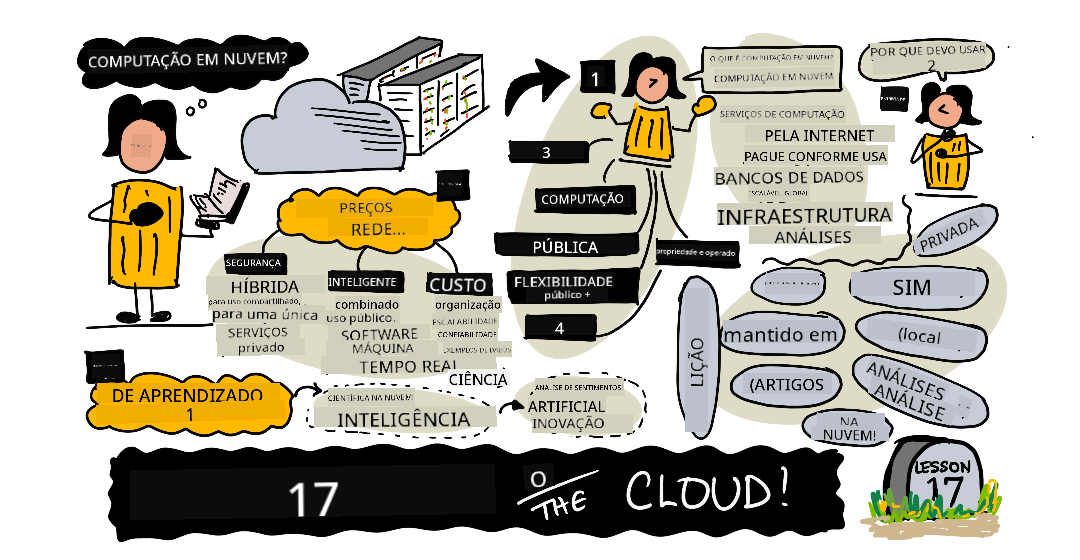 COMPUTAÇÃO EM NUVEM?
1
O QUE É COMPUTAÇÃO EM NUVEM?
COMPUTAÇÃO EM NUVEM
POR QUE DEVO USAR
2
3
COMPUTAÇÃO
PÚBLICA
FLEXIBILIDADE
público +
4
propriedade e operado
SERVIÇOS DE COMPUTAÇÃO
PELA INTERNET
PAGUE CONFORME USA
BANCOS DE DADOS
ESCALÁVEL, GLOBAL
INFRAESTRUTURA
ANÁLISES
PREÇOS
REDE...
SEGURANÇA
HÍBRIDA
para uso compartilhado,
para uma única
SERVIÇOS
privado
INTELIGENTE
combinado
uso público.
SOFTWARE
MÁQUINA
TEMPO REAL
CUSTO
organização
ESCALABILIDADE
CONFIABILIDADE
EXEMPLOS DE DADOS
CIÊNCIA
DE APRENDIZADO
1
CIENTÍFICA NA NUVEM!
INTELIGÊNCIA
ANÁLISE DE SENTIMENTOS
ARTIFICIAL
INOVAÇÃO
LIÇÃO
PRIVADA
SIM
mantido em
(local
(ARTIGOS
ANÁLISES
ANÁLISE
NA
NUVEM!
17
O
THE
CLOUD!
LESSON
17